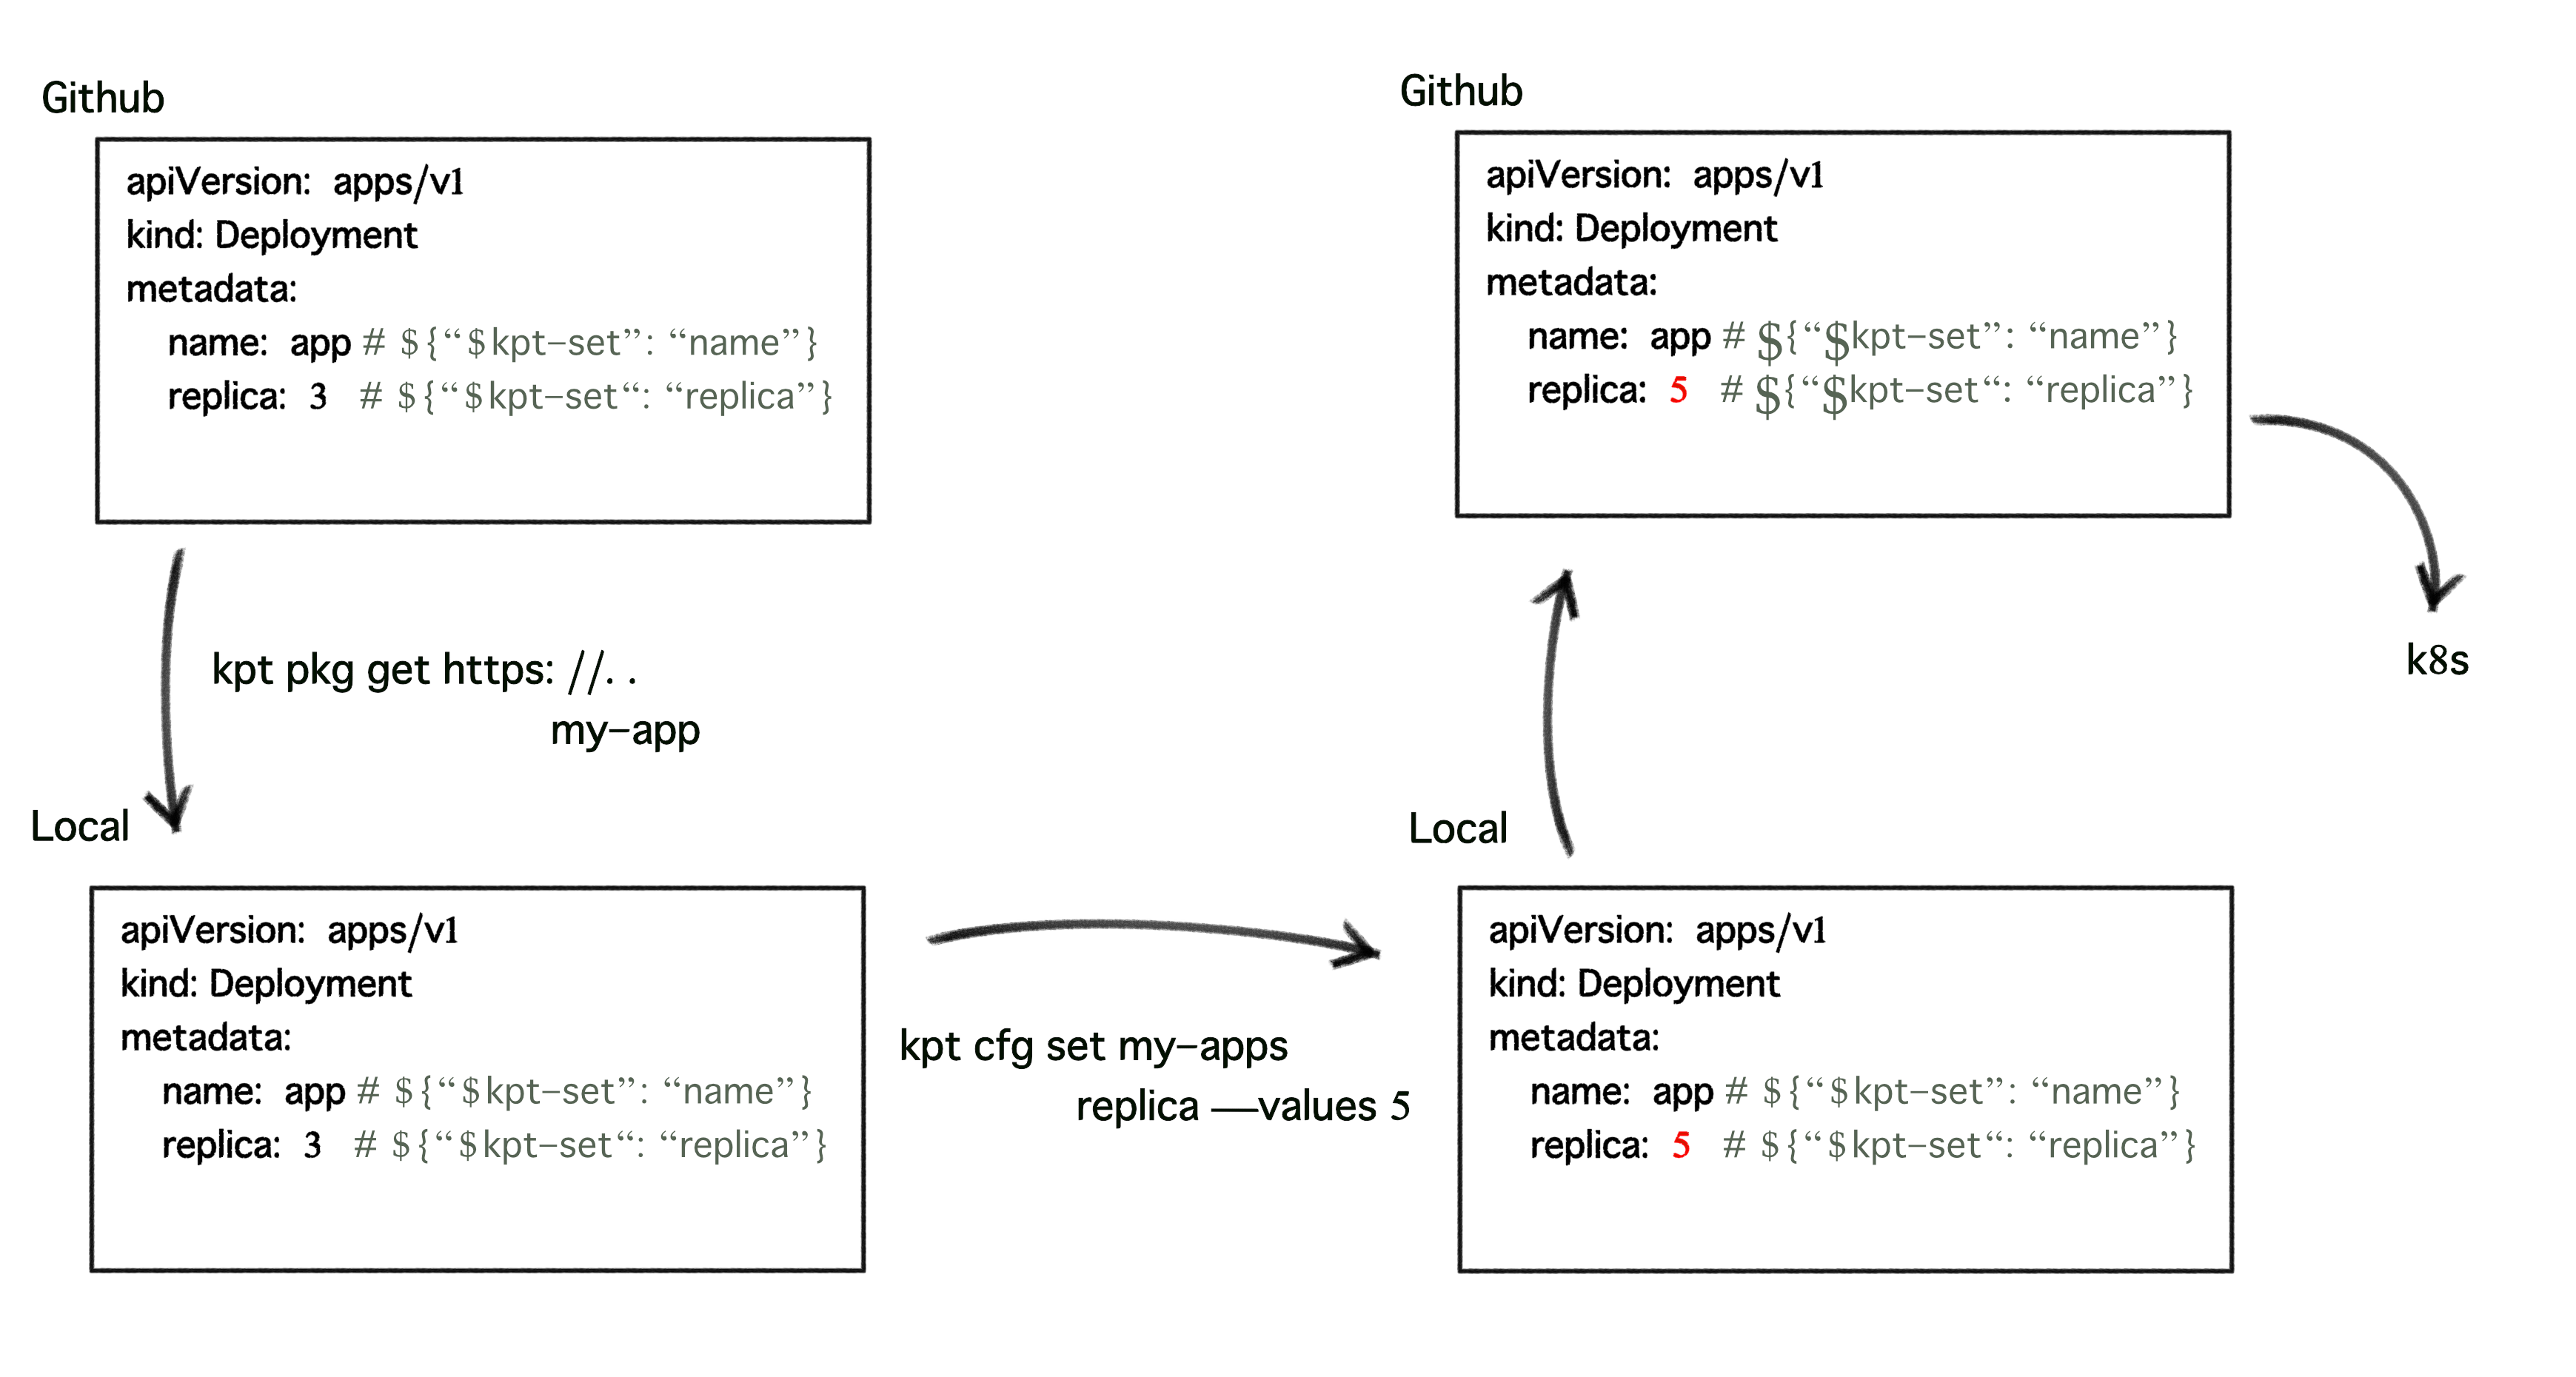 Github
apiVersion: apps/v1
kind: Deployment
metadata:
name: app # ${“$kpt-set”: “name”}
replica: 3 # ${“$kpt-set“: “replica”}
kpt pkg get https: //. .
my-app
Local
apiVersion: apps/v1
kind: Deployment
metadata:
name: app # ${“$kpt-set”: “name”}
replica: 3 # ${“$kpt-set“: “replica”}
kpt cfg set my-apps
replica —values 5
Local
apiVersion: apps/v1
kind: Deployment
metadata:
name: app # ${“$kpt-set”: “name”}
replica: 5 # ${“$kpt-set“: “replica”}
Github
apiVersion: apps/v1
kind: Deployment
metadata:
name: app # ${“$kpt-set”: “name”}
replica: 5 # ${“$kpt-set“: “replica”}
k8s